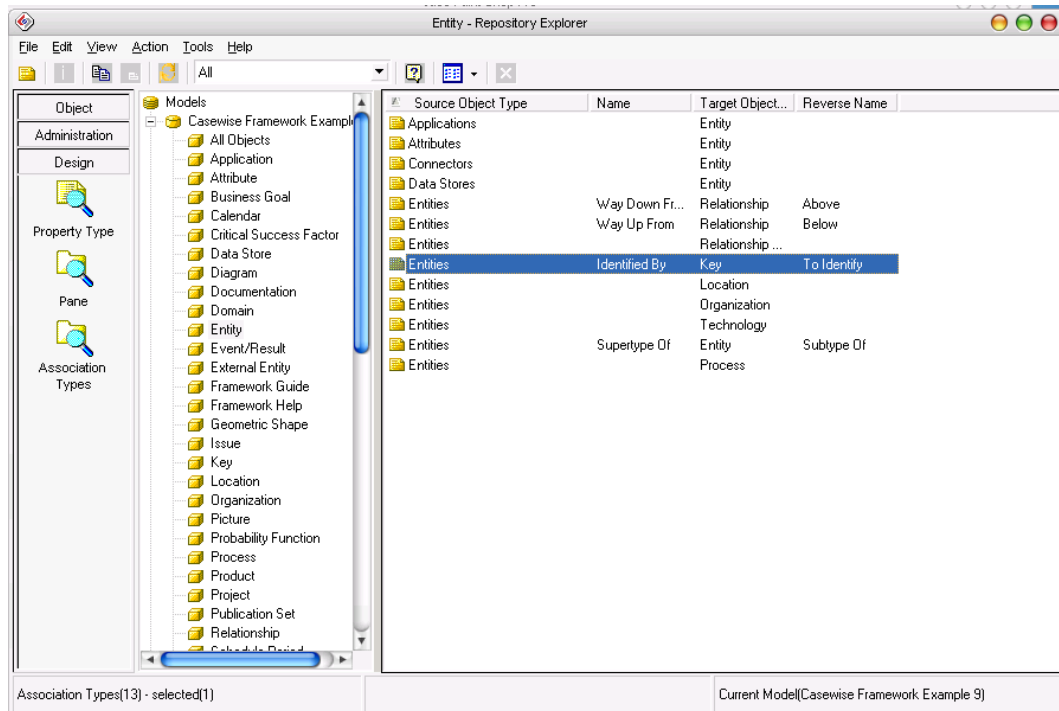 Entity - Repository Explorer
File Edit View Action Tools Help
All
Object
Administration
Design
Property Type
Pane
Association
Types
Models
Casewise Framework Exampl
All Objects
Application
Attribute
Business Goal
Calendar
Critical Success Factor
Data Store
Diagram
Documentation
Domain
Entity
Event/Result
External Entity
Framework Guide
Framework Help
Geometric Shape
Issue
Key
Location
Organization
Picture
Probability Function
Process
Product
Project
Publication Set
Relationship
Source Object Type Name Target Object... Reverse Name
Applications Entity
Attributes Entity
Connectors Entity
Data Stores Entity
Entities Way Down Fr... Relationship Above
Entities Way Up From Relationship Below
Entities Relationship ...
Entities Identified By Key To Identify
Entities Location
Entities Organization
Entities Technology
Entities Supertype Of Entity Subtype Of
Entities Process
Association Types(13) - selected(1)
Current Model(Casewise Framework Example 9)